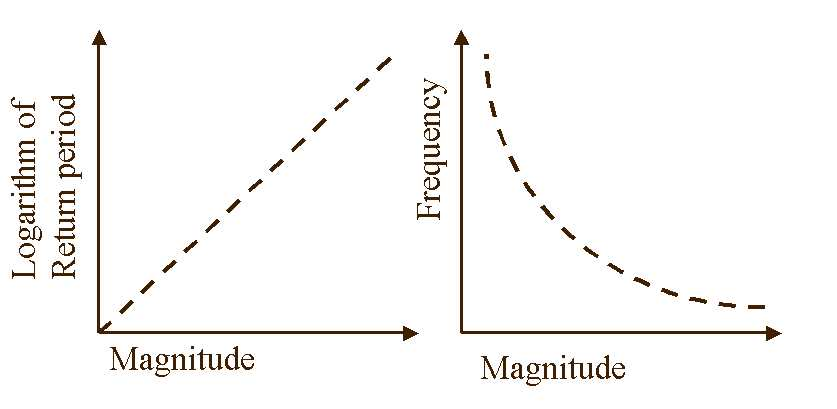 Logarithm of
Return period
Magnitude
Frequency
Magnitude